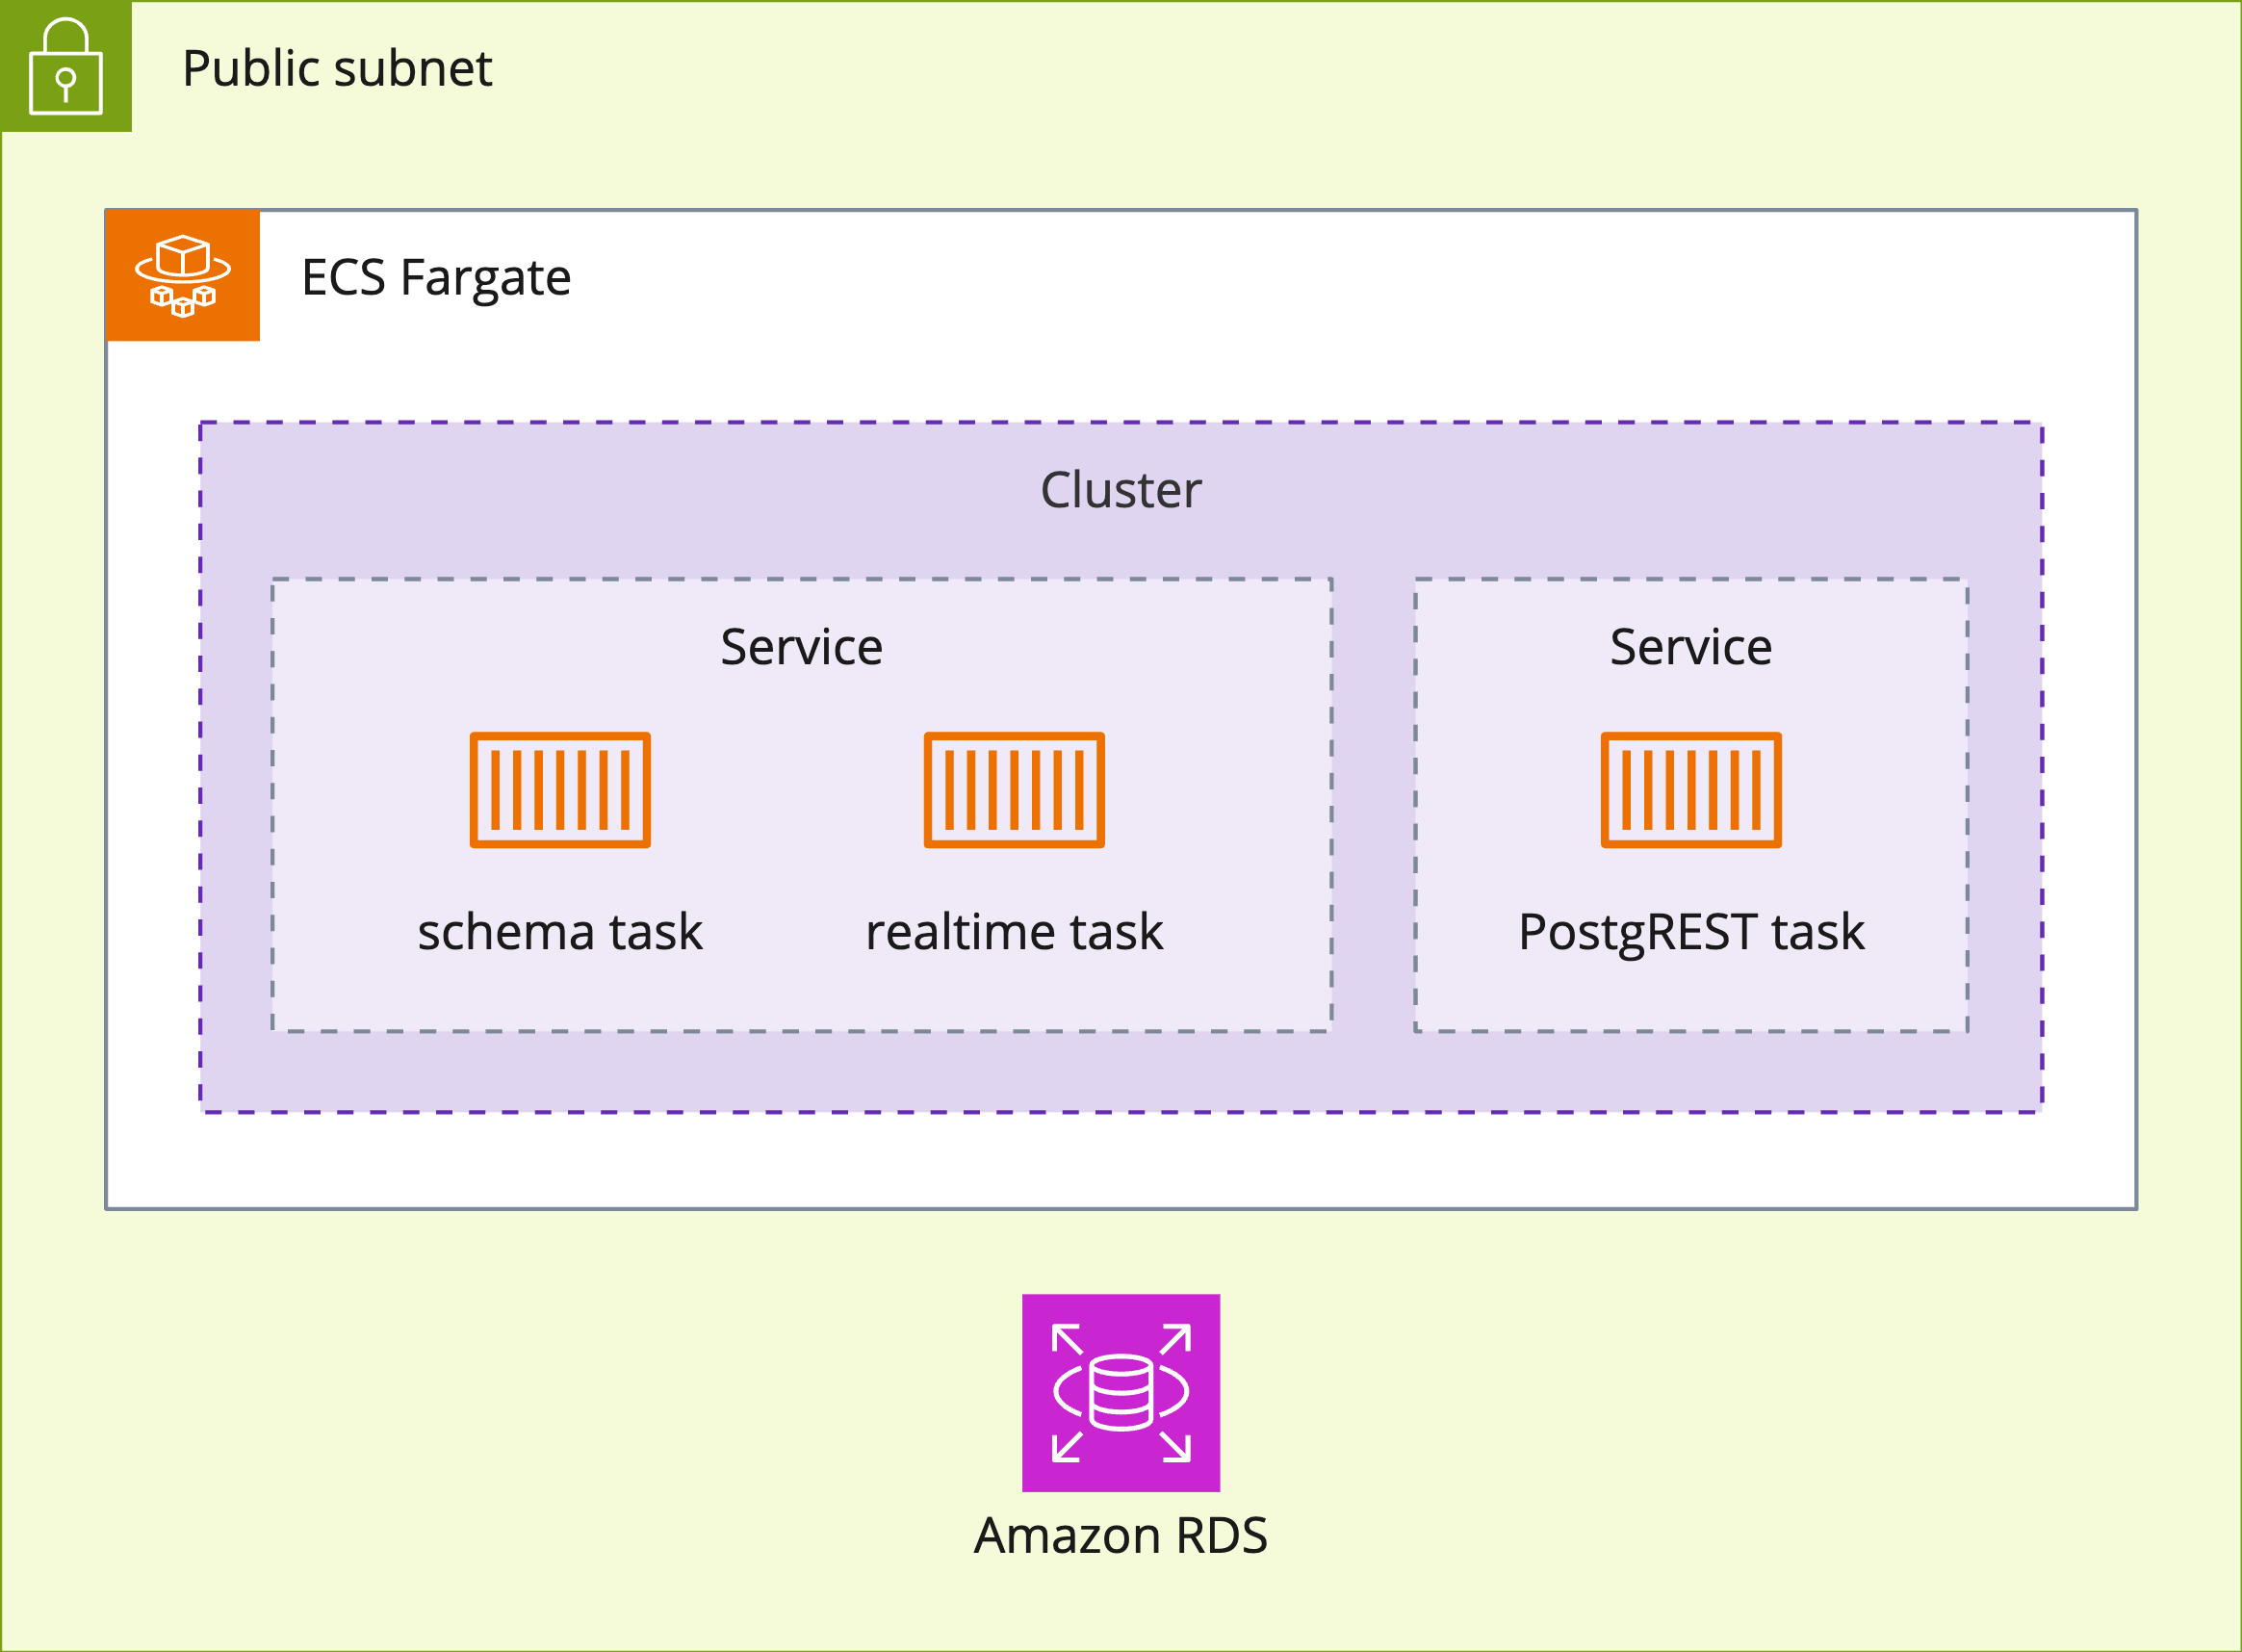 Public subnet
ECS Fargate
Cluster
Service
Service
schema task
realtime task
PostgREST task
Amazon RDS